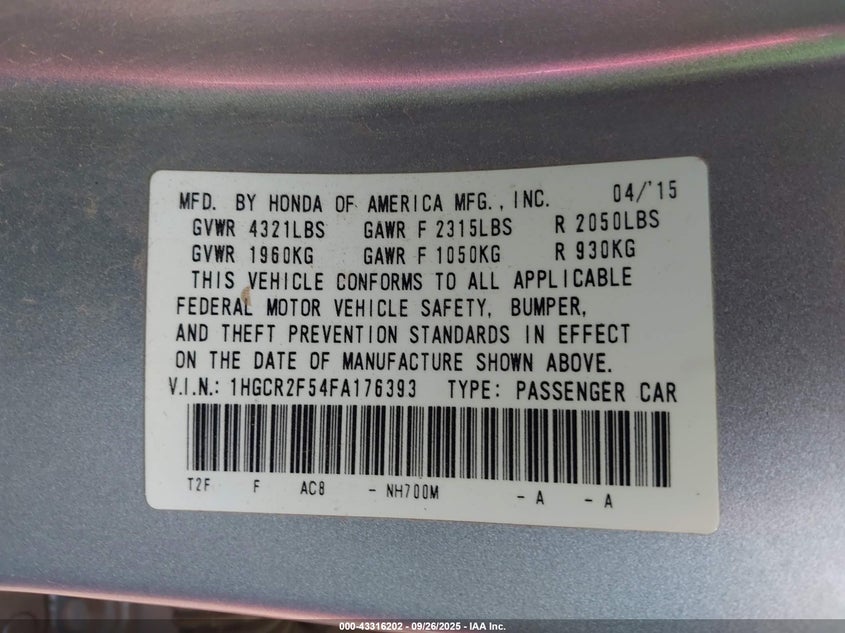 MFD. BY HONDA OF AMERICA MFG., INC. 04/'15
GVWR 4321LBS GAWR F 2315LBS R 2050LBS
GVWR 1960KG GAWR F 1050KG R 930KG
THIS VEHICLE CONFORMS TO ALL APPLICABLE
FEDERAL MOTOR VEHICLE SAFETY, BUMPER,
AND THEFT PREVENTION STANDARDS IN EFFECT
ON THE DATE OF MANUFACTURE SHOWN ABOVE.
V.I.N.: 1HGCR2F54FA176393 TYPE: PASSENGER CAR
T2F F AC8 - NH700M - A - A
000-43316202 - 09/26/2025 - IAA Inc.